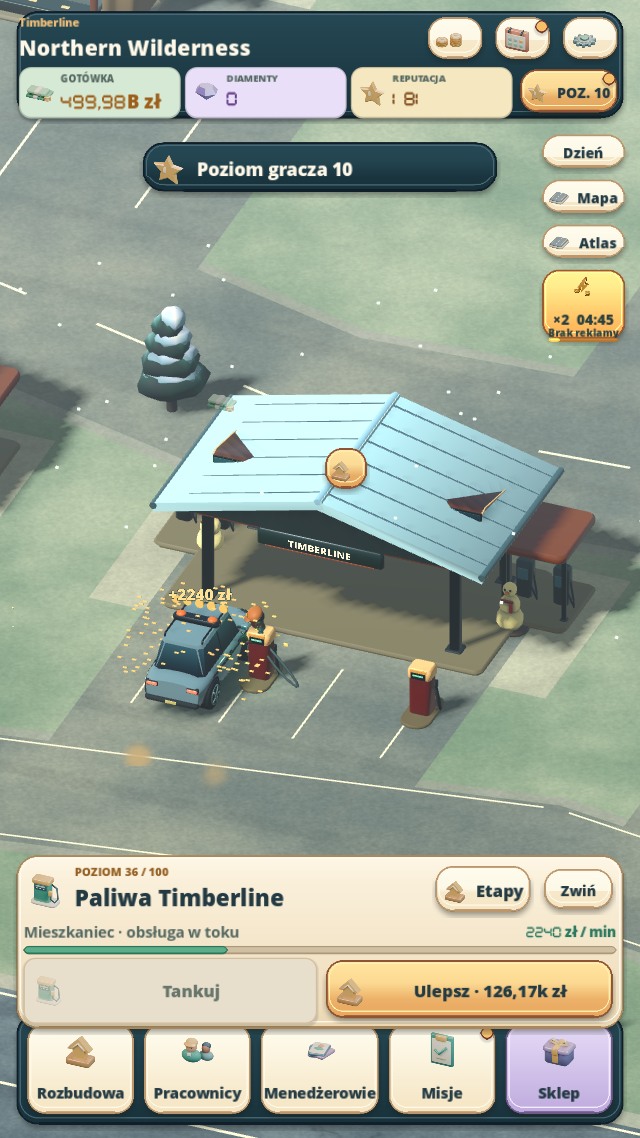 Timberline
Northern Wilderness
GOTÓWKA
499,98B zł
DIAMENTY
0
REPUTACJA
181
POZ. 10
Poziom gracza 10
Dzień
Mapa
Atlas
×2 04:45
Brak reklamy
TIMBERLINE
+2240 zł
POZIOM 36 / 100
Paliwa Timberline
Etapy
Zwiń
Mieszkaniec · obsługa w toku
2240 zł / min
Tankuj
Ulepsz · 126,17k zł
Rozbudowa
Pracownicy
Menedżerowie
Misje
Sklep